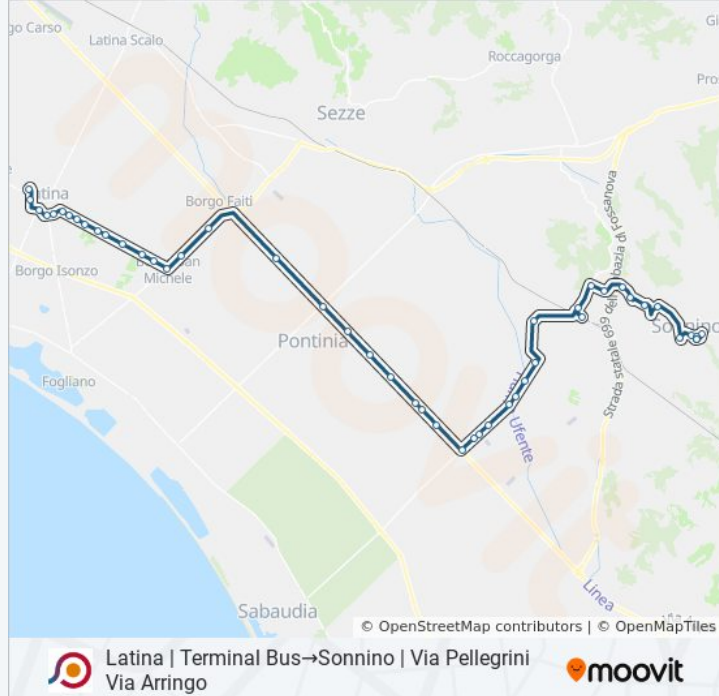 go Carso
Latina Scalo
Roccagorga
Sezze
Latina
Borgo Faiti
Borgo Isonzo
Michele
Pontinia
Fogliano
Strada statale 699 dell'Abbazia di Fossanova
Sonnino
Ufente
Sabaudia
Linea
© OpenStreetMap contributors | © OpenMapTiles
Latina | Terminal Bus→Sonnino | Via Pellegrini
Via Arringo
moovit